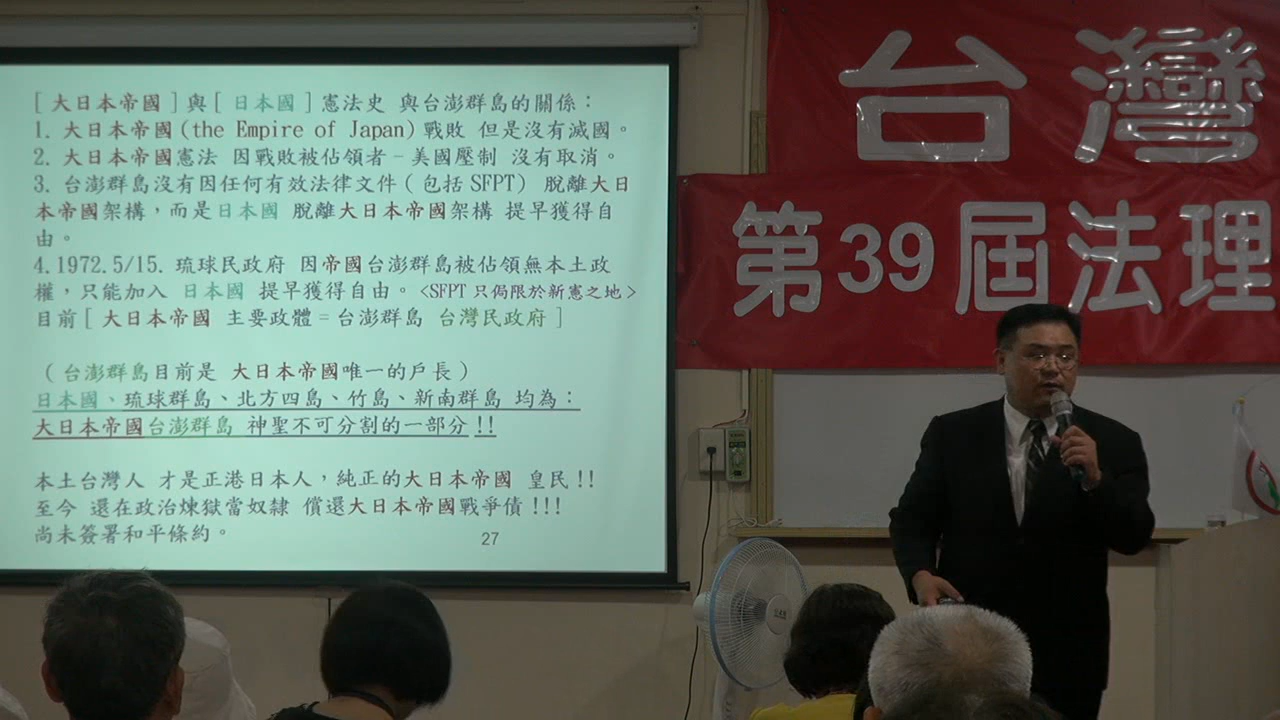 [ 大日本帝國 ] 與 [ 日本國 ] 憲法史 與台澎群島的關係：
1. 大日本帝國 (the Empire of Japan) 戰敗 但是沒有滅國。
2. 大日本帝國憲法 因戰敗被佔領者–美國壓制 沒有取消。
3. 台澎群島沒有因任何有效法律文件 ( 包括 SFPT) 脫離大日
本帝國架構，而是日本國 脫離大日本帝國架構 提早獲得自
由。
4.1972.5/15. 琉球民政府 因帝國台澎群島被佔領無本土政
權，只能加入 日本國 提早獲得自由。<SFPT 只侷限於新憲之地>
目前 [ 大日本帝國 主要政體 = 台澎群島 台灣民政府 ]
( 台澎群島目前是 大日本帝國唯一的戶長 )
日本國、琉球群島、北方四島、竹島、新南群島 均為：
大日本帝國台澎群島 神聖不可分割的一部分 !!
本土台灣人 才是正港日本人，純正的大日本帝國 皇民 !!
至今 還在政治煉獄當奴隸 償還大日本帝國戰爭債 !!!
尚未簽署和平條約。
27
台灣
第39屆法理